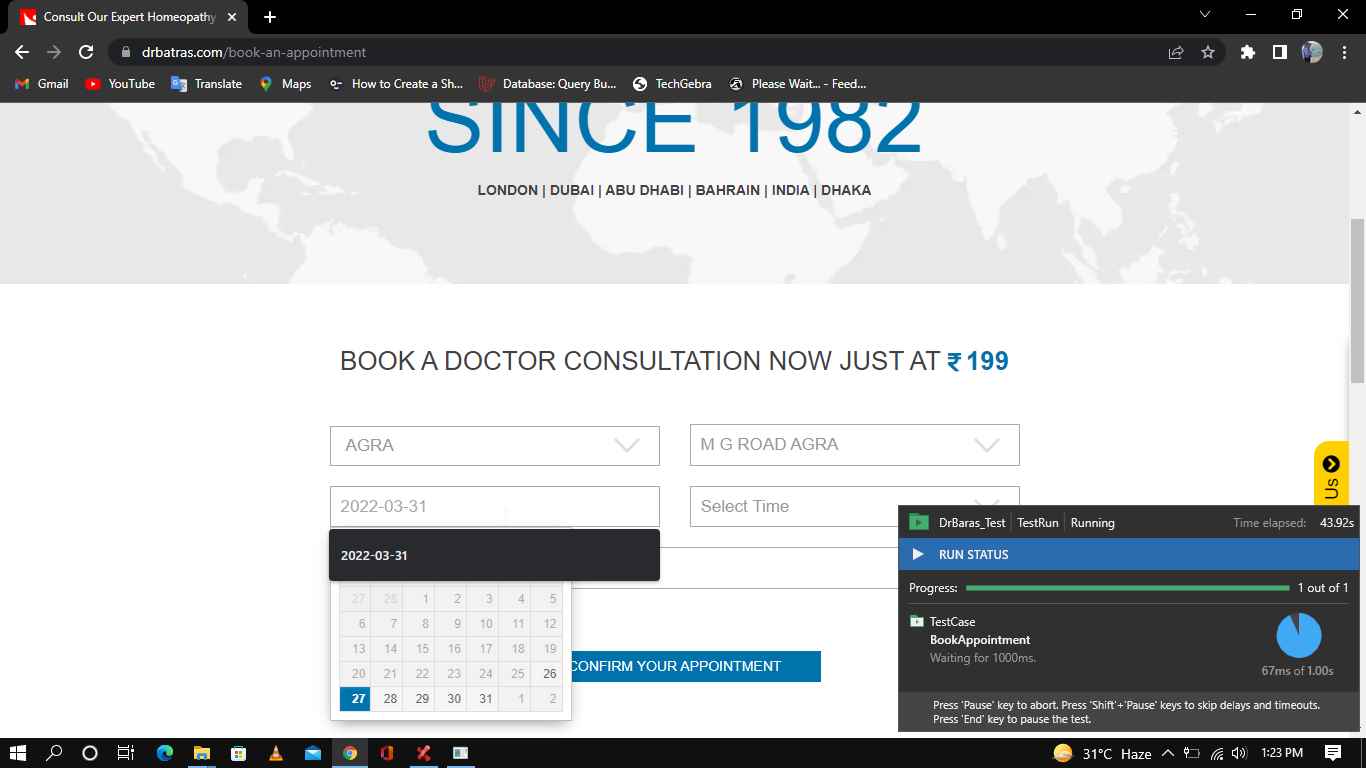 Consult Our Expert Homeopathy
drbatras.com/book-an-appointment
Gmail YouTube Translate Maps How to Create a Sh... Database: Query Bu... TechGebra Please Wait... - Feed...
SINCE 1982
LONDON | DUBAI | ABU DHABI | BAHRAIN | INDIA | DHAKA
BOOK A DOCTOR CONSULTATION NOW JUST AT ₹ 199
AGRA M G ROAD AGRA
2022-03-31 Select Time
2022-03-31
27 28 1 2 3 4 5
6 7 8 9 10 11 12
13 14 15 16 17 18 19
20 21 22 23 24 25 26
27 28 29 30 31 1 2
CONFIRM YOUR APPOINTMENT
Us
DrBaras_Test TestRun Running Time elapsed: 43.92s
RUN STATUS
Progress: 1 out of 1
TestCase
BookAppointment
Waiting for 1000ms.
67ms of 1.00s
Press 'Pause' key to abort. Press 'Shift'+'Pause' keys to skip delays and timeouts.
Press 'End' key to pause the test.
31°C Haze 1:23 PM